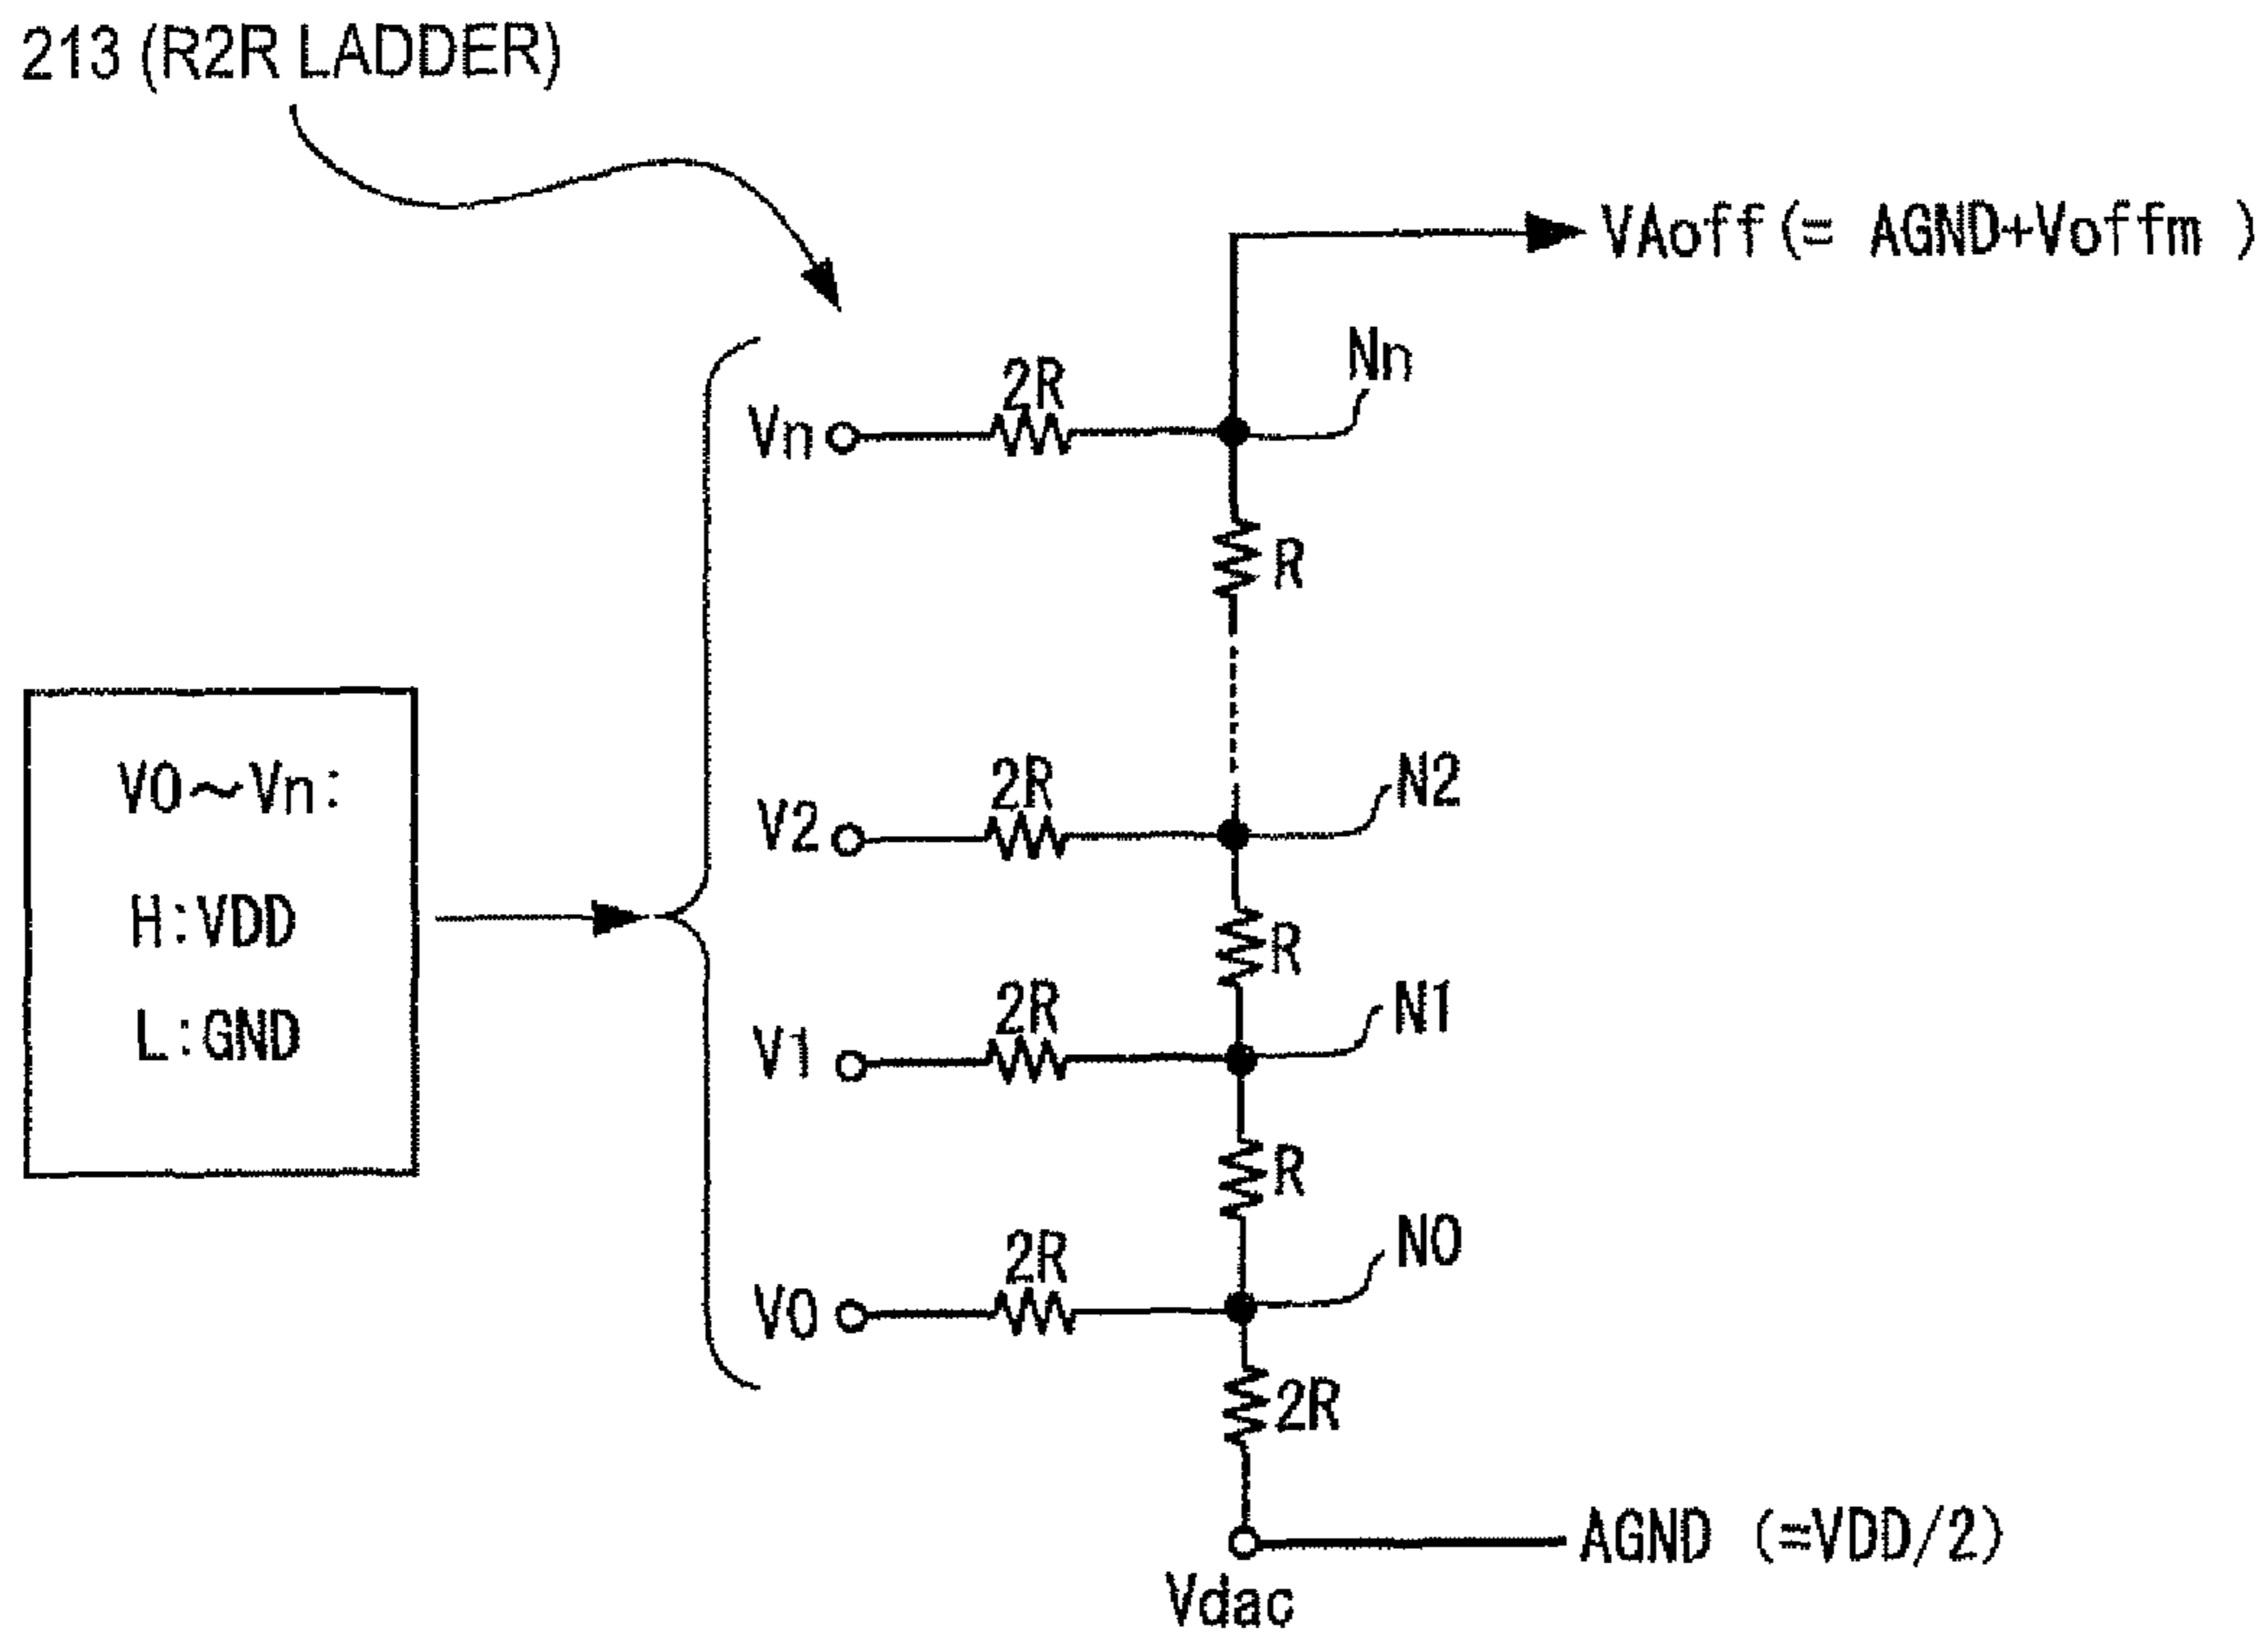 213 (R2R LADDER)
VAoff (= AGND+Voffm )
Nn
2R
Vn
R
V0~Vn:
H:VDD
L:GND
N2
2R
V2
R
N1
2R
V1
R
N0
2R
V0
2R
AGND (=VDD/2)
Vdac